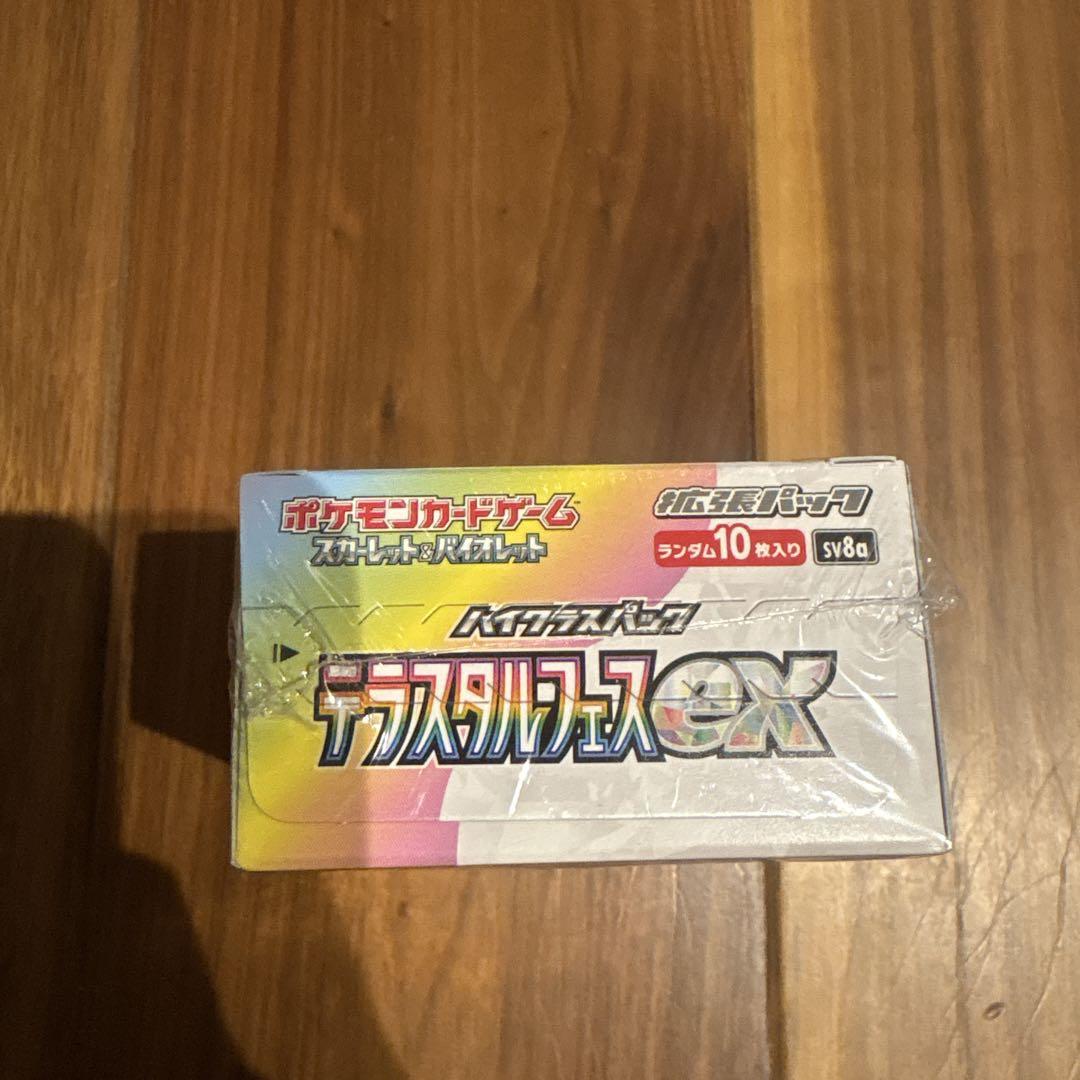 ポケモンカードゲーム™
スカーレット&バイオレット
拡張パック
ランダム10枚入り
SV8a
ハイクラスパック
テラスタルフェスex